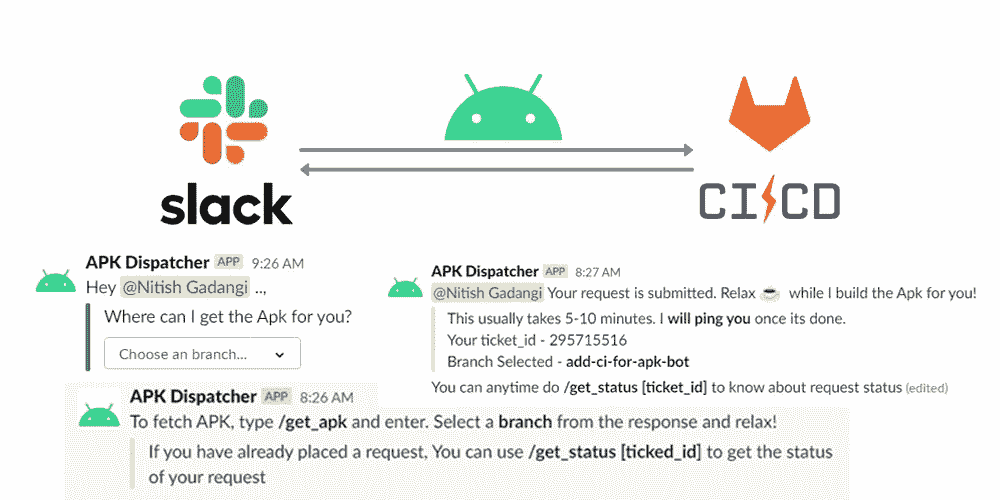 slack
CI CD
APK Dispatcher APP 9:26 AM
Hey @Nitish Gadangi ..,
Where can I get the Apk for you?
Choose an branch...
APK Dispatcher APP 8:27 AM
@Nitish Gadangi Your request is submitted. Relax ☕ while I build the Apk for you!
This usually takes 5-10 minutes. I will ping you once its done.
Your ticket_id - 295715516
Branch Selected - add-ci-for-apk-bot
You can anytime do /get_status [ticket_id] to know about request status (edited)
APK Dispatcher APP 8:26 AM
To fetch APK, type /get_apk and enter. Select a branch from the response and relax!
If you have already placed a request, You can use /get_status [ticked_id] to get the status
of your request